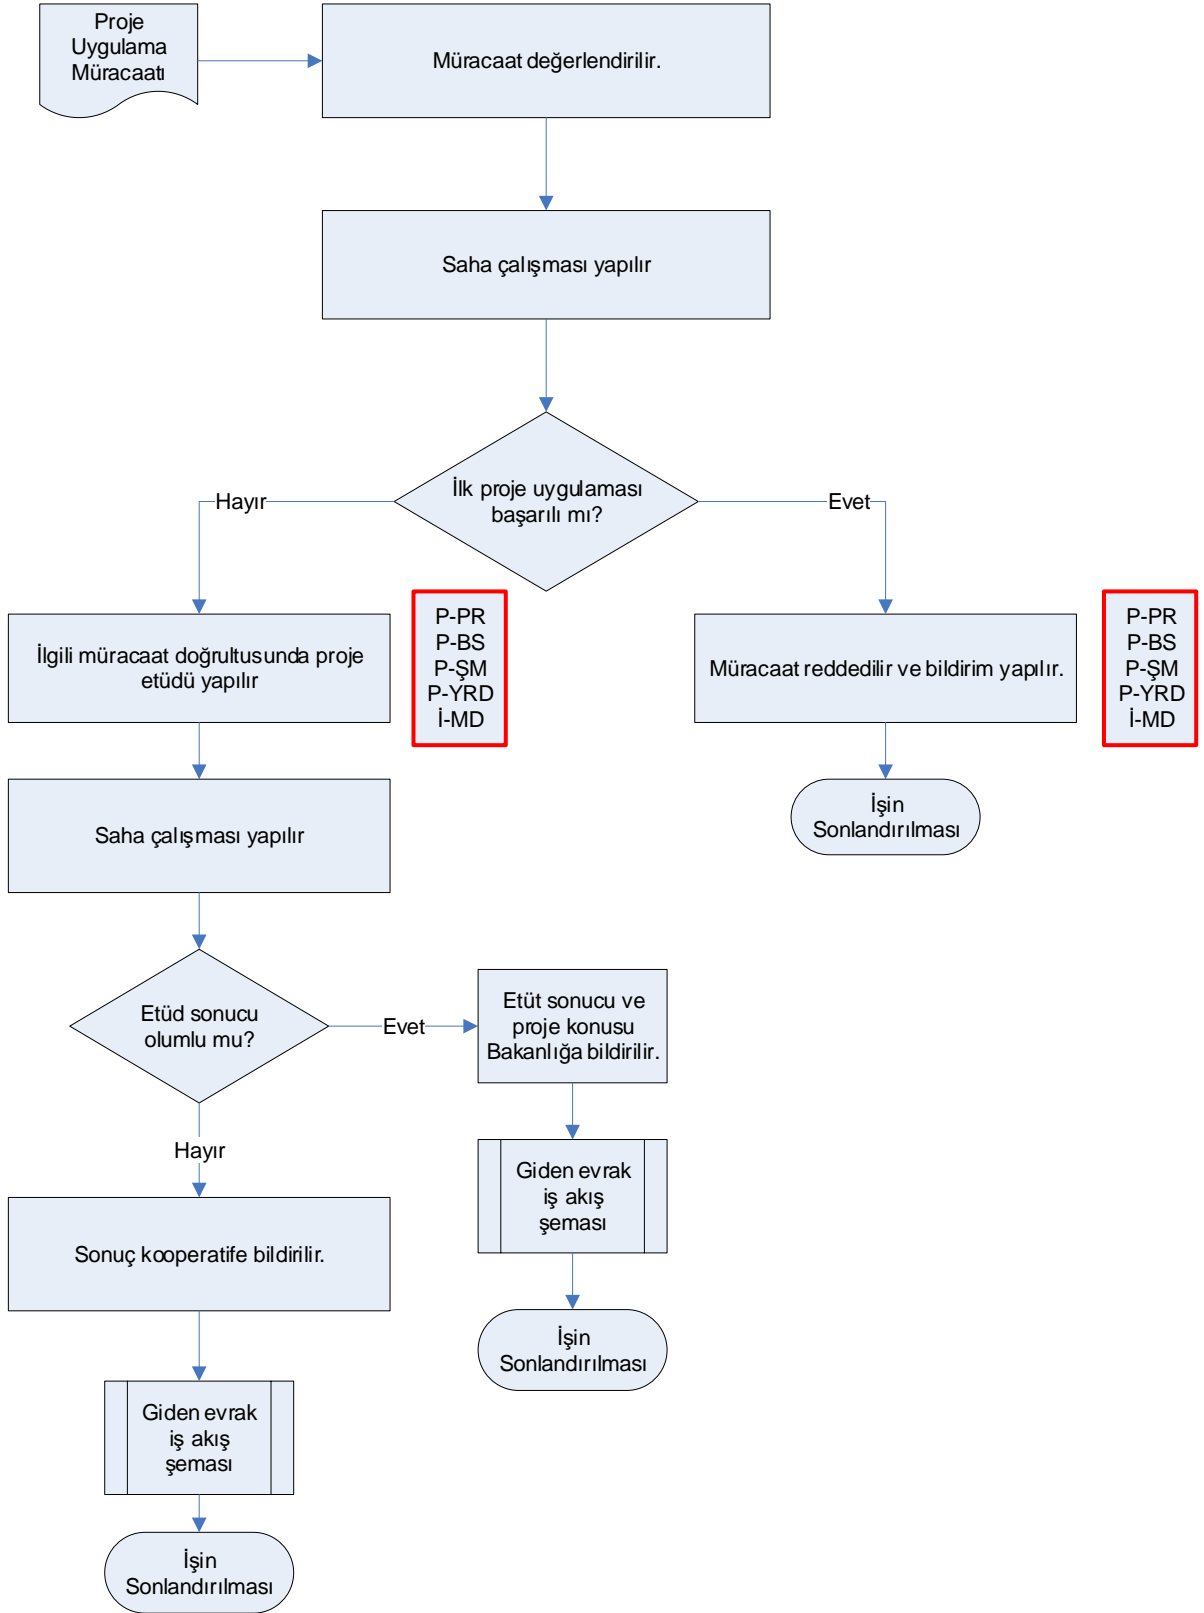 Proje
Uygulama
Müracaatı
Müracaat değerlendirilir.
Saha çalışması yapılır
İlk proje uygulaması
başarılı mı?
Hayır
Evet
İlgili müracaat doğrultusunda proje
etüdü yapılır
P-PR
P-BS
P-ŞM
P-YRD
İ-MD
Müracaat reddedilir ve bildirim yapılır.
P-PR
P-BS
P-ŞM
P-YRD
İ-MD
Saha çalışması yapılır
İşin
Sonlandırılması
Etüd sonucu
olumlu mu?
Evet
Etüt sonucu ve
proje konusu
Bakanlığa bildirilir.
Hayır
Giden evrak
iş akış
şeması
Sonuç kooperatife bildirilir.
İşin
Sonlandırılması
Giden evrak
iş akış
şeması
İşin
Sonlandırılması